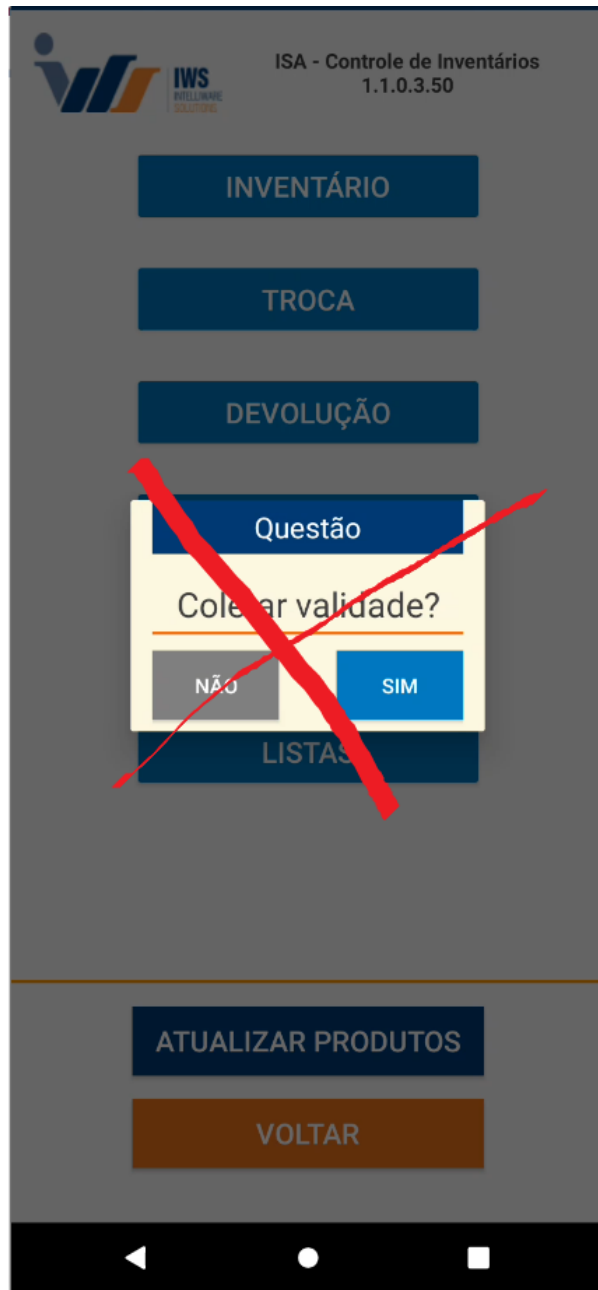 IWS
INTELLIWARE
SOLUTIONS
ISA - Controle de Inventários
1.1.0.3.50
INVENTÁRIO
TROCA
DEVOLUÇÃO
Questão
Coletar validade?
NÃO
SIM
LISTAS
ATUALIZAR PRODUTOS
VOLTAR